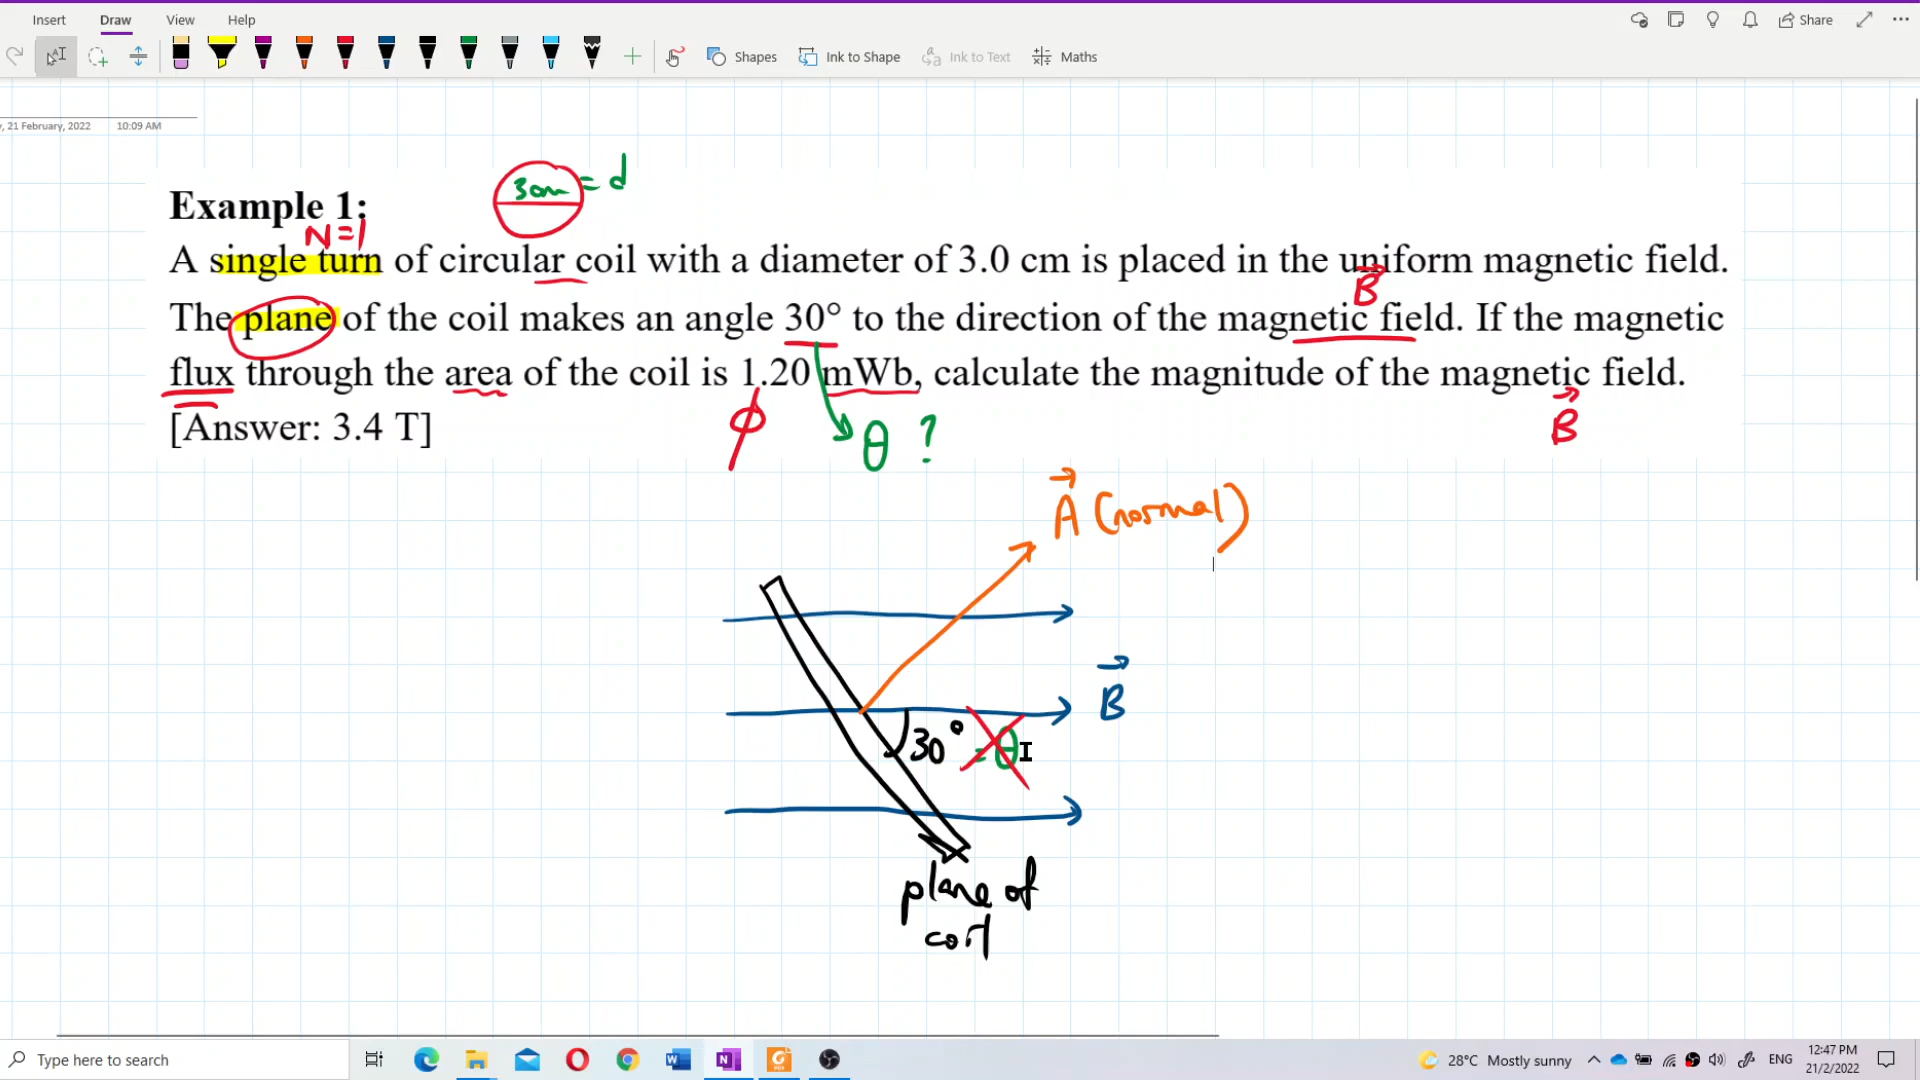 Insert Draw View Help
Share
Shapes Ink to Shape Ink to Text Maths
, 21 February, 2022 10:09 AM
3cm = d
Example 1:
N=1
A single turn of circular coil with a diameter of 3.0 cm is placed in the uniform magnetic field.
B
The plane of the coil makes an angle 30° to the direction of the magnetic field. If the magnetic
flux through the area of the coil is 1.20 mWb, calculate the magnitude of the magnetic field.
[Answer: 3.4 T]
ϕ
θ ?
B
A (normal)
B
30° = θ
plane of
coil
Type here to search
28°C Mostly sunny
ENG
12:47 PM
21/2/2022